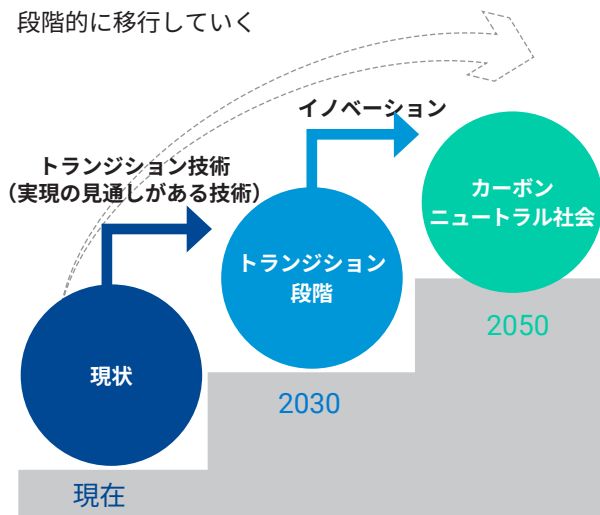 段階的に移行していく
イノベーション
トランジション技術
（実現の見通しがある技術）
カーボン
ニュートラル社会
トランジション
段階
2050
現状
2030
現在